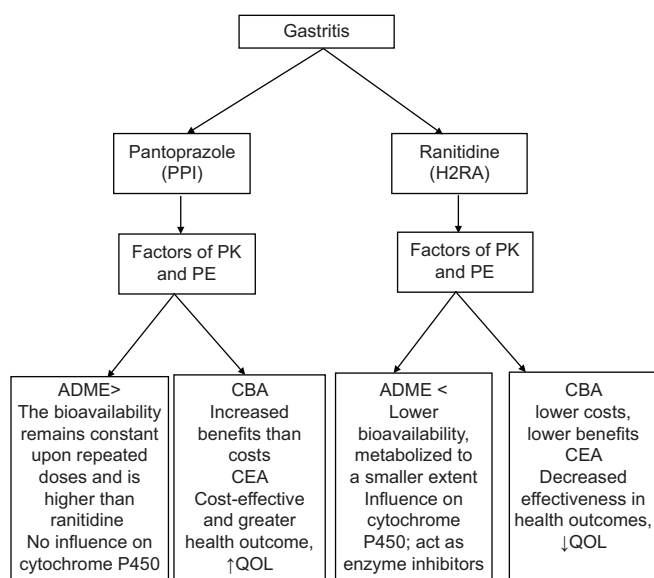 Gastritis
Pantoprazole
(PPI)
Ranitidine
(H2RA)
Factors of PK
and PE
Factors of PK
and PE
ADME>
The bioavailability
remains constant
upon repeated
doses and is
higher than
ranitidine
No influence on
cytochrome P450
CBA
Increased
benefits than
costs
CEA
Cost-effective
and greater
health outcome,
↑QOL
ADME <
Lower
bioavailability,
metabolized to
a smaller extent
Influence on
cytochrome
P450; act as
enzyme inhibitors
CBA
lower costs,
lower benefits
CEA
Decreased
effectiveness in
health outcomes,
↓QOL